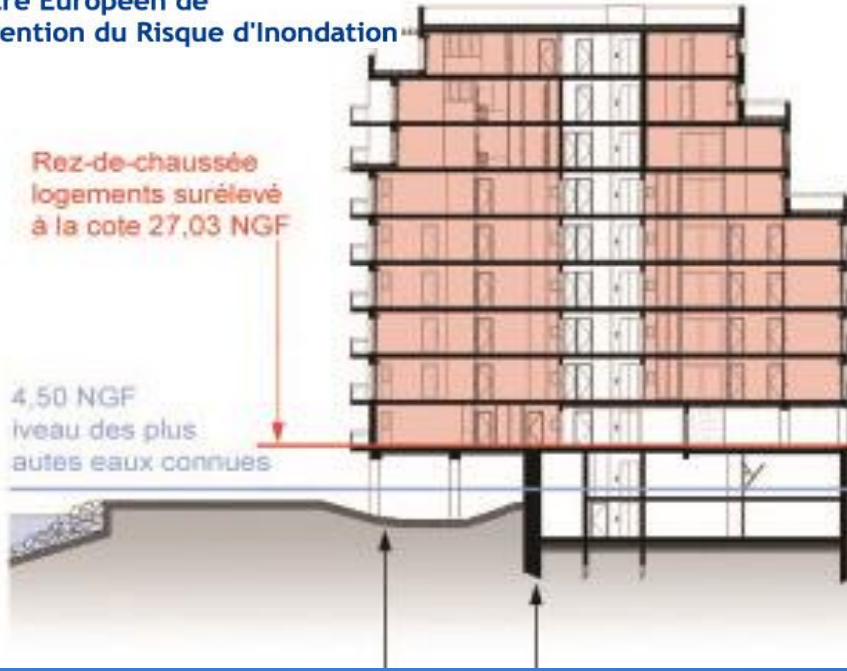 tre Européen de
ention du Risque d'Inondation
Rez-de-chaussée
logements surélevé
à la cote 27,03 NGF
4,50 NGF
iveau des plus
autes eaux connues